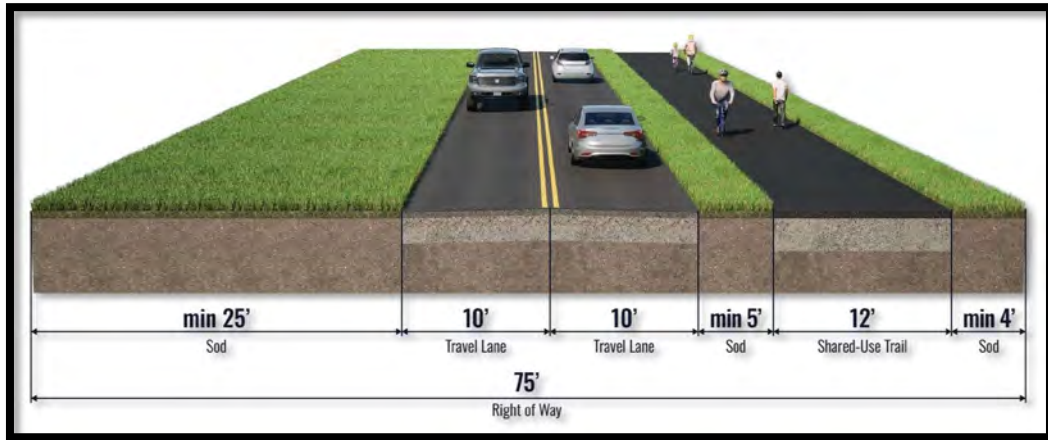 min 25’
Sod
10’
Travel Lane
10’
Travel Lane
min 5’
Sod
12’
Shared-Use Trail
min 4’
Sod
75’
Right of Way